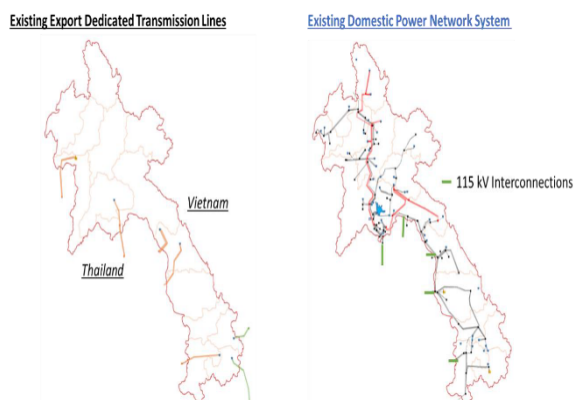 Existing Export Dedicated Transmission Lines
Existing Domestic Power Network System
Vietnam
Thailand
115 kV Interconnections